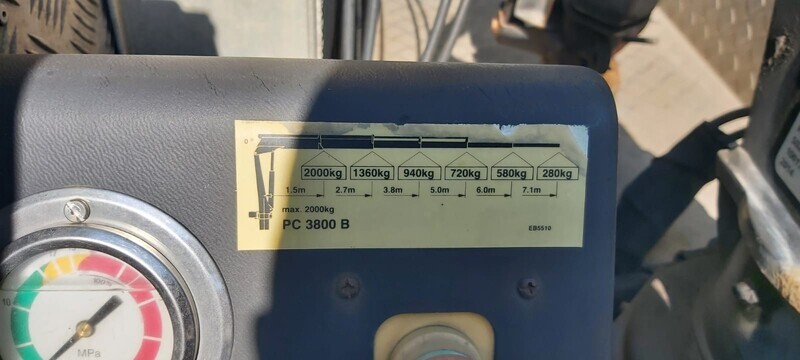 0°
2000kg 1360kg 940kg 720kg 580kg 280kg
1.5m 2.7m 3.8m 5.0m 6.0m 7.1m
max. 2000kg
PC 3800 B EB5510
10
MPa